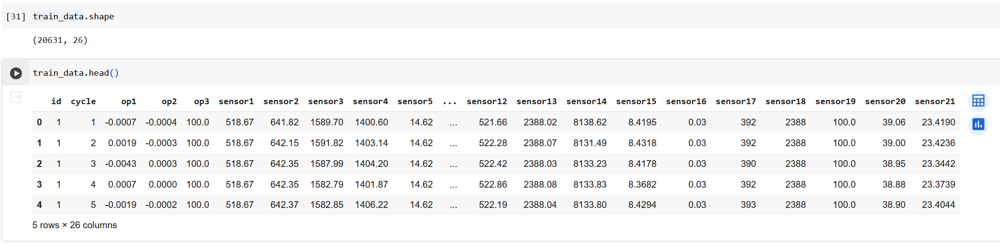 [31] train_data.shape
(20631, 26)
train_data.head()
id cycle op1 op2 op3 sensor1 sensor2 sensor3 sensor4 sensor5 ... sensor12 sensor13 sensor14 sensor15 sensor16 sensor17 sensor18 sensor19 sensor20 sensor21
0 1 1 -0.0007 -0.0004 100.0 518.67 641.82 1589.70 1400.60 14.62 ... 521.66 2388.02 8138.62 8.4195 0.03 392 2388 100.0 39.06 23.4190
1 1 2 0.0019 -0.0003 100.0 518.67 642.15 1591.82 1403.14 14.62 ... 522.28 2388.07 8131.49 8.4318 0.03 392 2388 100.0 39.00 23.4236
2 1 3 -0.0043 0.0003 100.0 518.67 642.35 1587.99 1404.20 14.62 ... 522.42 2388.03 8133.23 8.4178 0.03 390 2388 100.0 38.95 23.3442
3 1 4 0.0007 0.0000 100.0 518.67 642.35 1582.79 1401.87 14.62 ... 522.86 2388.08 8133.83 8.3682 0.03 392 2388 100.0 38.88 23.3739
4 1 5 -0.0019 -0.0002 100.0 518.67 642.37 1582.85 1406.22 14.62 ... 522.19 2388.04 8133.80 8.4294 0.03 393 2388 100.0 38.90 23.4044
5 rows × 26 columns